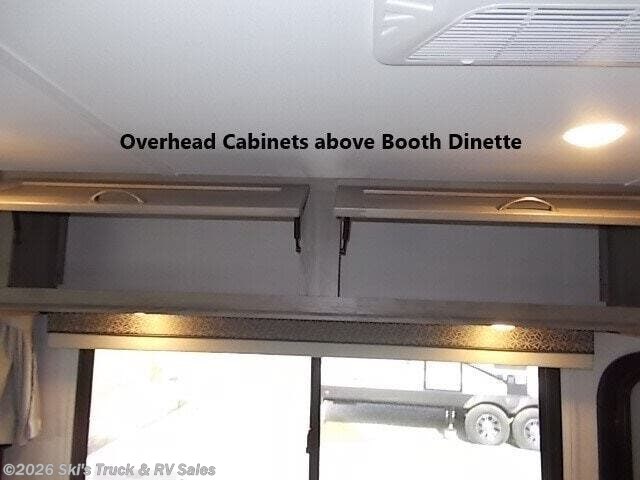 Overhead Cabinets above Booth Dinette
©2026 Ski's Truck & RV Sales